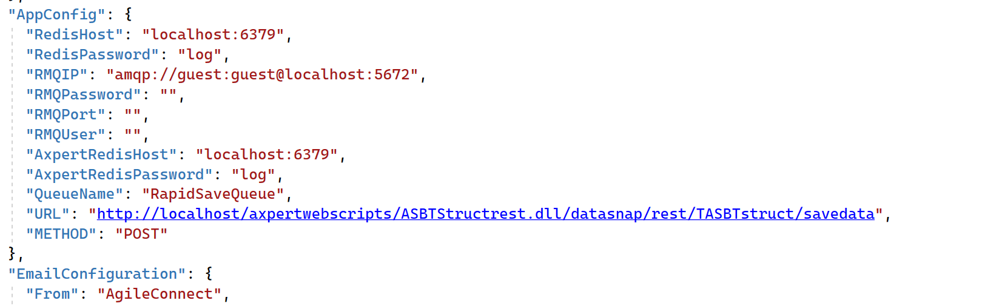 },
"AppConfig": {
"RedisHost": "localhost:6379",
"RedisPassword": "log",
"RMQIP": "amqp://guest:guest@localhost:5672",
"RMQPassword": "",
"RMQPort": "",
"RMQUser": "",
"AxpertRedisHost": "localhost:6379",
"AxpertRedisPassword": "log",
"QueueName": "RapidSaveQueue",
"URL": "http://localhost/axpertwebscripts/ASBTStructrest.dll/datasnap/rest/TASBTstruct/savedata",
"METHOD": "POST"
},
"EmailConfiguration": {
"From": "AgileConnect",